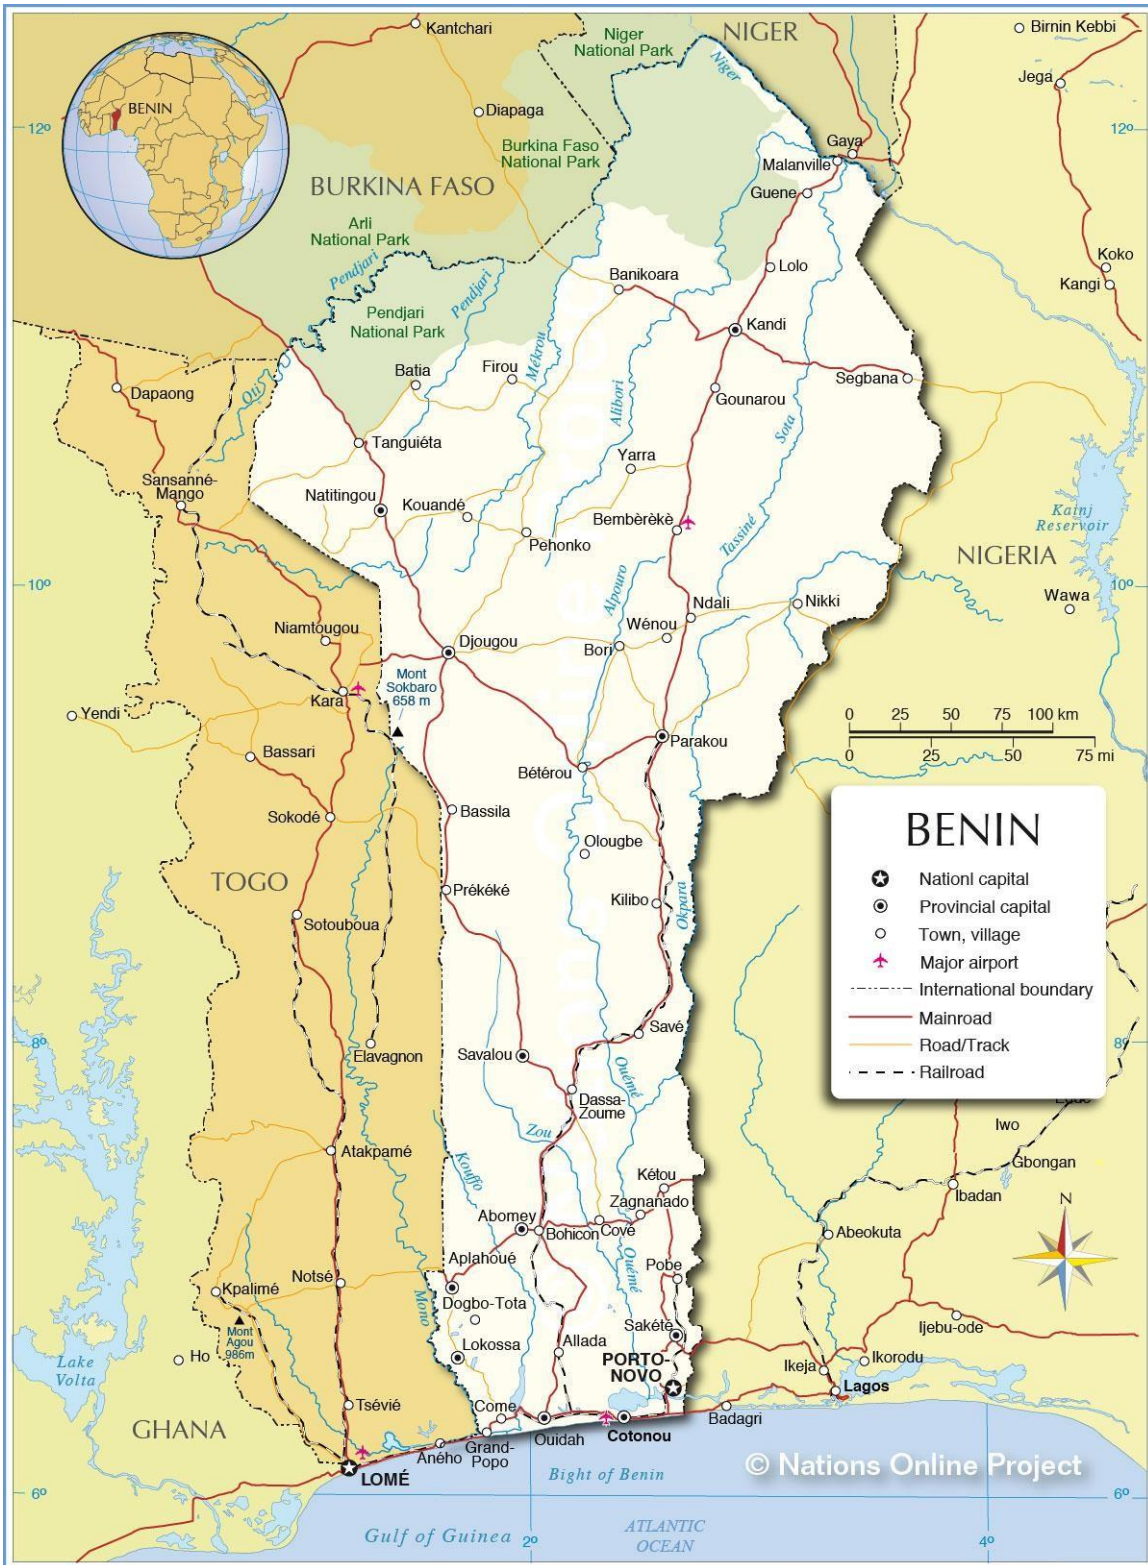 Kantchari
Niger
National Park
NIGER
Birnin Kebbi
Jega
BENIN
Diapaga
Niger
12º
12º
Burkina Faso
National Park
Gaya
Malanville
Guene
BURKINA FASO
Arli
National Park
Pendjari
Pendjari
Banikoara
Lolo
Koko
Kangi
Pendjari
National Park
Kandi
Mékrou
Batia
Firou
Oti
Dapaong
Alibori
Gounarou
Segbana
Sota
Tanguiéta
Yarra
Sansanné-
Mango
Natitingou
Kouandé
Bembèrèkè
Pehonko
Tassiné
Kainj
Reservoir
NIGERIA
10º
10º
Alpouro
Wawa
Niamtougou
Djougou
Wénou
Ndali
Nikki
Bori
Mont
Sokbaro
658 m
Kara
Yendi
Bassari
Parakou
Bétérou
0 25 50 75 100 km
0 25 50 75 mi
Sokodé
Bassila
Olougbe
TOGO
Prékéké
Kilibo
Okpara
Sotouboua
BENIN
Nationl capital
Provincial capital
Town, village
Major airport
International boundary
Mainroad
Road/Track
Railroad
8º
8º
Elavagnon
Savalou
Savé
Ouémé
Dassa-
Zoume
Zou
Kouffo
Atakpamé
Iwo
Gbongan
Ibadan
Kétou
Zagnanado
Abomey
Bohicon
Cové
Abeokuta
N
Aplahoué
Ouémé
Pobe
Kpalimé
Notsé
Mono
Dogbo-Tota
Mont
Agou
986m
Sakété
Ijebu-ode
Lokossa
Allada
Ho
Lake
Volta
PORTO-
NOVO
Ikeja
Ikorodu
Lagos
Tsévié
Come
Badagri
GHANA
Aného
Grand-
Popo
Ouidah
Cotonou
LOMÉ
Bight of Benin
© Nations Online Project
6º
6º
Gulf of Guinea
2º
ATLANTIC
OCEAN
4º